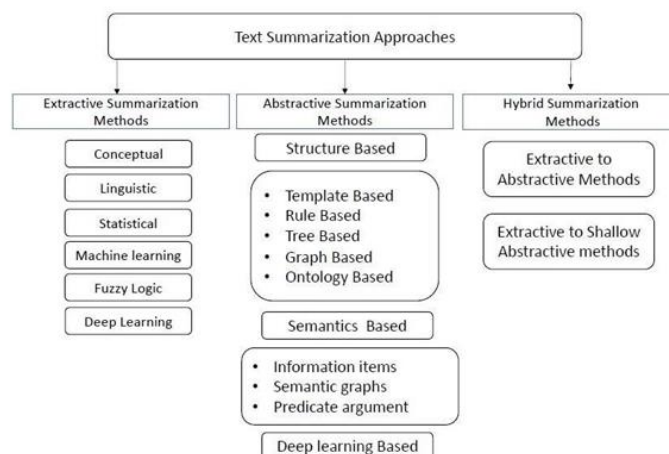 Text Summarization Approaches
Extractive Summarization
Methods
Conceptual
Linguistic
Statistical
Machine learning
Fuzzy Logic
Deep Learning
Abstractive Summarization
Methods
Structure Based
• Template Based
• Rule Based
• Tree Based
• Graph Based
• Ontology Based
Semantics Based
• Information items
• Semantic graphs
• Predicate argument
Deep learning Based
Hybrid Summarization
Methods
Extractive to
Abstractive Methods
Extractive to Shallow
Abstractive methods